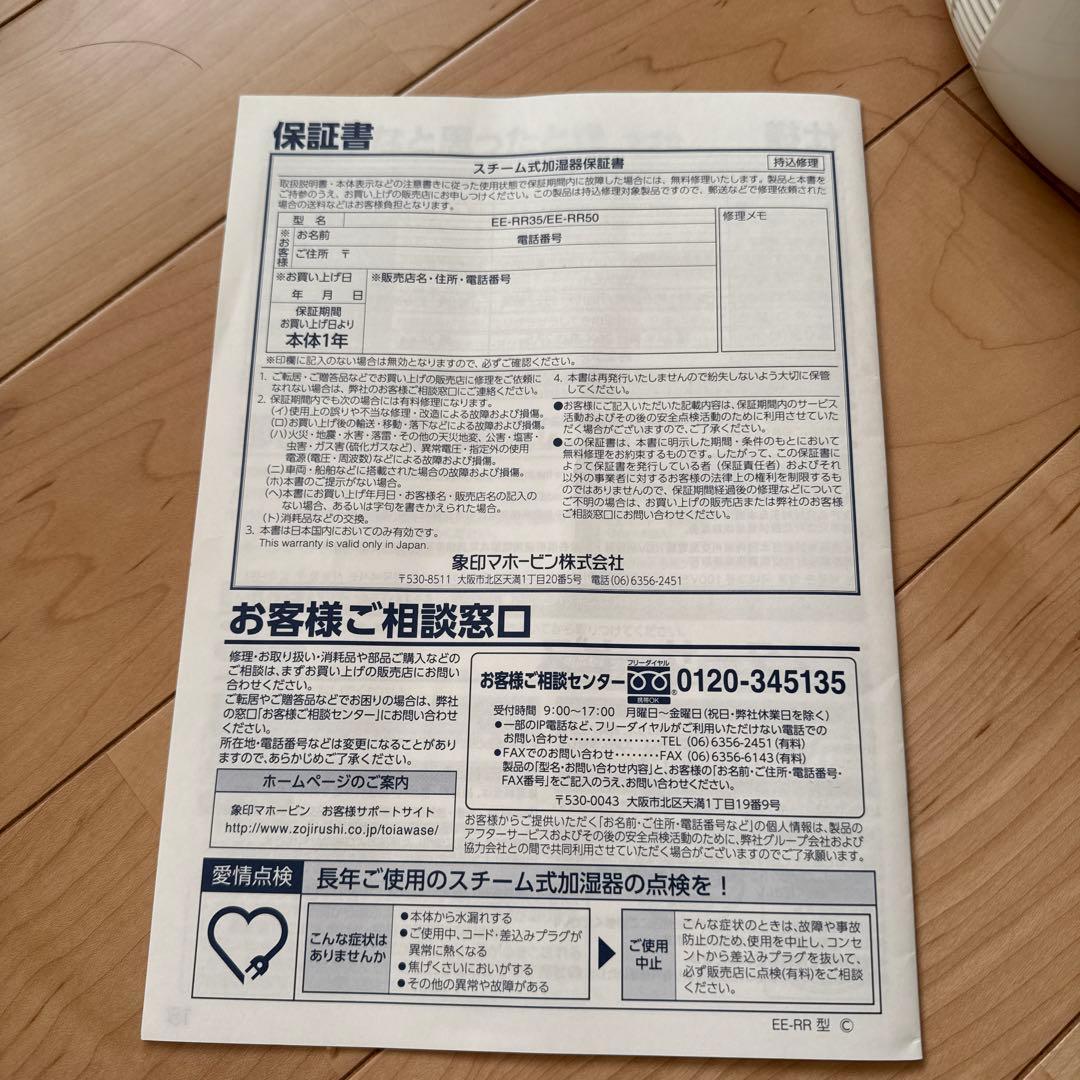 保証書
スチーム式加湿器保証書
持込修理
取扱説明書・本体表示などの注意書きに従った使用状態で保証期間内に故障した場合には、無料修理いたします。製品と本書を
ご持参のうえ、お買い上げの販売店にお申しつけください。この製品は持込修理対象製品ですので、郵送などで修理依頼された
場合の送料などはお客様負担となります。
型 名
EE-RR35/EE-RR50
修理メモ
※お客様
お名前
電話番号
ご住所 〒
※お買い上げ日
※販売店名・住所・電話番号
年 月 日
保証期間
お買い上げ日より
本体1年
※印欄に記入のない場合は無効となりますので、必ずご確認ください。
1. ご転居・ご贈答品などでお買い上げの販売店に修理をご依頼に
なれない場合は、弊社のお客様ご相談窓口にご連絡ください。
2. 保証期間内でも次の場合には有料修理になります。
(イ)使用上の誤りや不当な修理・改造による故障および損傷。
(ロ)お買い上げ後の輸送・移動・落下などによる故障および損傷。
(ハ)火災・地震・水害・落雷・その他の天災地変、公害・塩害・
虫害・ガス害(硫化ガスなど)、異常電圧・指定外の使用
電源(電圧・周波数)などによる故障および損傷。
(ニ)車両・船舶などに搭載された場合の故障および損傷。
(ホ)本書のご提示がない場合。
(ヘ)本書にお買い上げ年月日・お客様名・販売店名の記入の
ない場合、あるいは字句を書きかえられた場合。
(ト)消耗品などの交換。
3. 本書は日本国内においてのみ有効です。
This warranty is valid only in Japan.
4. 本書は再発行いたしませんので紛失しないよう大切に保管
してください。
●お客様にご記入いただいた記載内容は、保証期間内のサービス
活動およびその後の安全点検活動のために利用させていた
だく場合がございますので、ご了承ください。
●この保証書は、本書に明示した期間・条件のもとにおいて
無料修理をお約束するものです。したがって、この保証書に
よって保証書を発行している者(保証責任者)およびそれ
以外の事業者に対するお客様の法律上の権利を制限するも
のではありませんので、保証期間経過後の修理などについて
ご不明の場合は、お買い上げの販売店または弊社のお客様
ご相談窓口にお問い合わせください。
象印マホービン株式会社
〒530-8511 大阪市北区天満1丁目20番5号 電話(06)6356-2451
お客様ご相談窓口
修理・お取り扱い・消耗品や部品ご購入などの
ご相談は、まずお買い上げの販売店にお問い
合わせください。
ご転居やご贈答品などでお困りの場合は、弊社
の窓口「お客様ご相談センター」にお問い合わせ
ください。
所在地・電話番号などは変更になることがあり
ますので、あらかじめご了承ください。
ホームページのご案内
象印マホービン お客様サポートサイト
http://www.zojirushi.co.jp/toiawase/
お客様ご相談センター
フリーダイヤル
携帯OK
®
0120-345135
受付時間 9:00〜17:00 月曜日〜金曜日(祝日・弊社休業日を除く)
●一部のIP電話など、フリーダイヤルがご利用いただけない電話での
お問い合わせ・・・・・・・・・・・・・・・・・TEL (06)6356-2451(有料)
●FAXでのお問い合わせ・・・・・・・・FAX (06)6356-6143(有料)
製品の「型名・お問い合わせ内容」と、お客様の「お名前・ご住所・電話番号・
FAX番号」をご記入のうえ、お問い合わせください。
〒530-0043 大阪市北区天満1丁目19番9号
お客様からご提供いただく「お名前・ご住所・電話番号など」の個人情報は、製品の
アフターサービスおよびその後の安全点検活動のために、弊社グループ会社および
協力会社との間で共同利用させていただく場合がございますのでご了承願います。
愛情点検
長年ご使用のスチーム式加湿器の点検を！
こんな症状は
ありませんか
●本体から水漏れする
●ご使用中、コード・差込みプラグが
異常に熱くなる
●焦げくさいにおいがする
●その他の異常や故障がある
ご使用
中止
こんな症状のときは、故障や事故
防止のため、使用を中止し、コンセ
ントから差込みプラグを抜いて、
必ず販売店に点検(有料)をご相談
ください。
EE-RR 型 Ⓒ